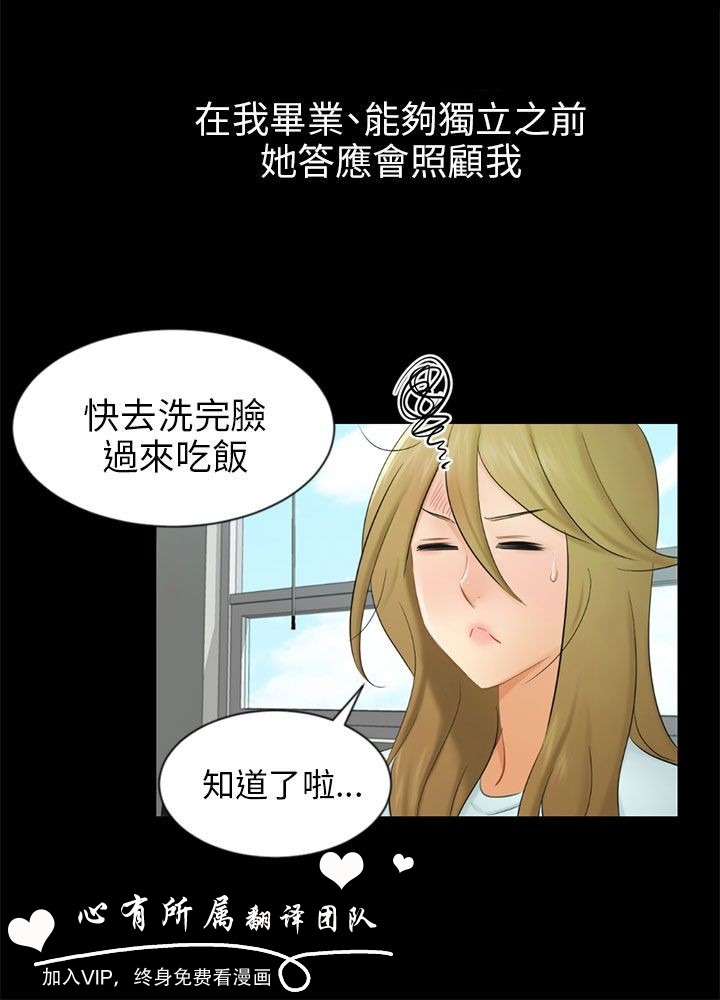 在我畢業、能夠獨立之前
她答應會照顧我
快去洗完臉
過來吃飯
知道了啦...
心有所属翻译团队
加入VIP，终身免费看漫画